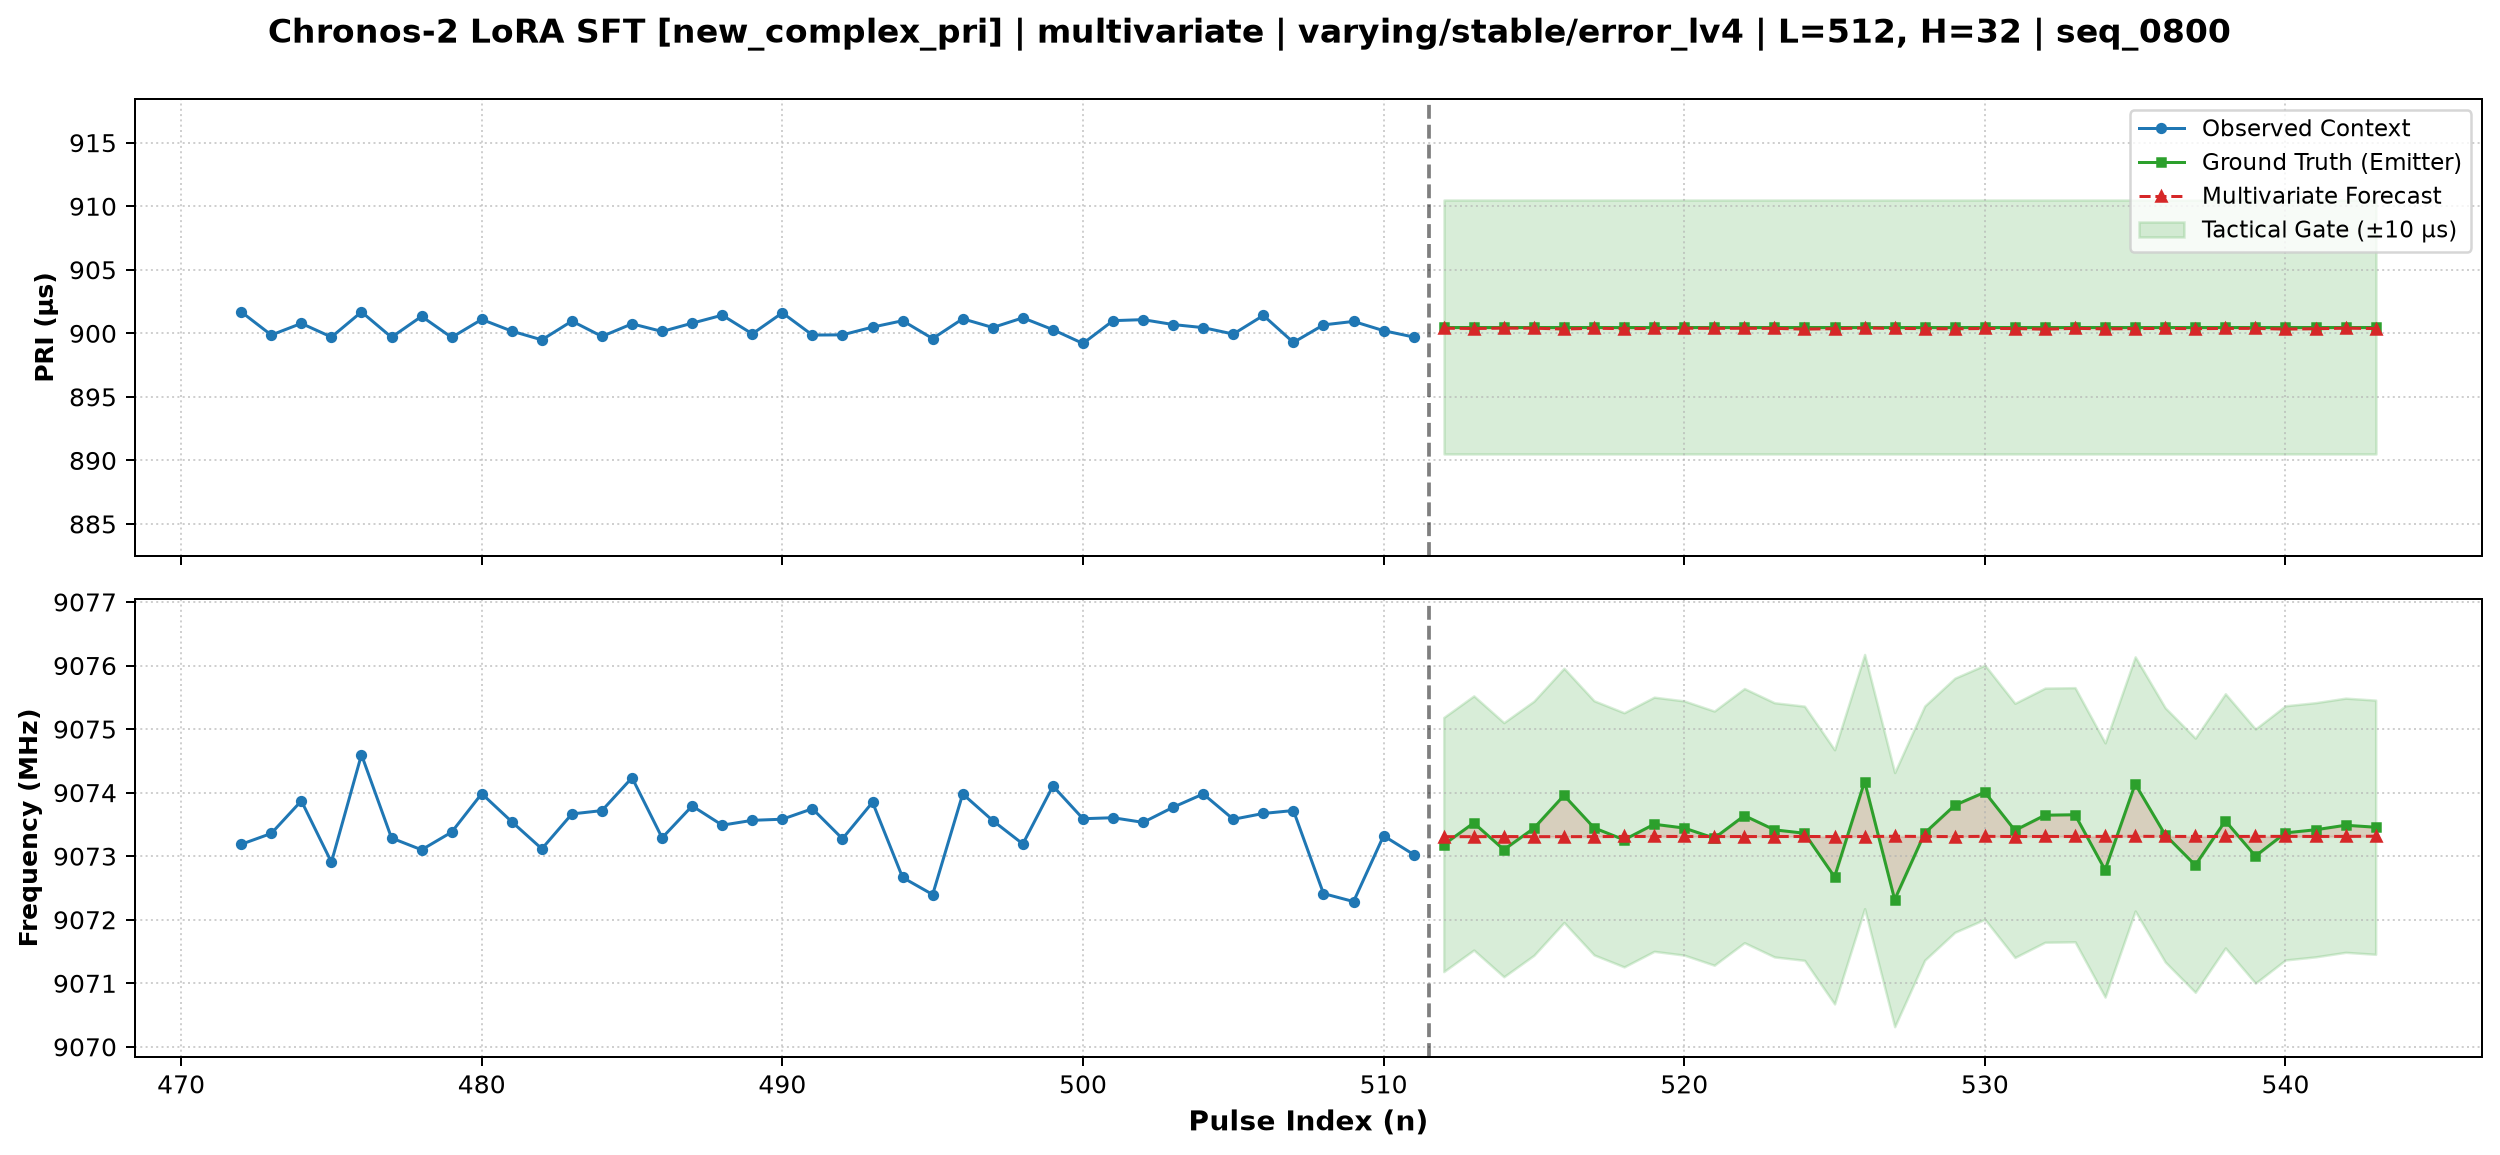 Chronos-2 LoRA SFT [new_complex_pri] | multivariate | varying/stable/error_lv4 | L=512, H=32 | seq_0800
PRI (µs)
915
910
905
900
895
890
885
Observed Context
Ground Truth (Emitter)
Multivariate Forecast
Tactical Gate (±10 µs)
Frequency (MHz)
9077
9076
9075
9074
9073
9072
9071
9070
470 480 490 500 510 520 530 540
Pulse Index (n)